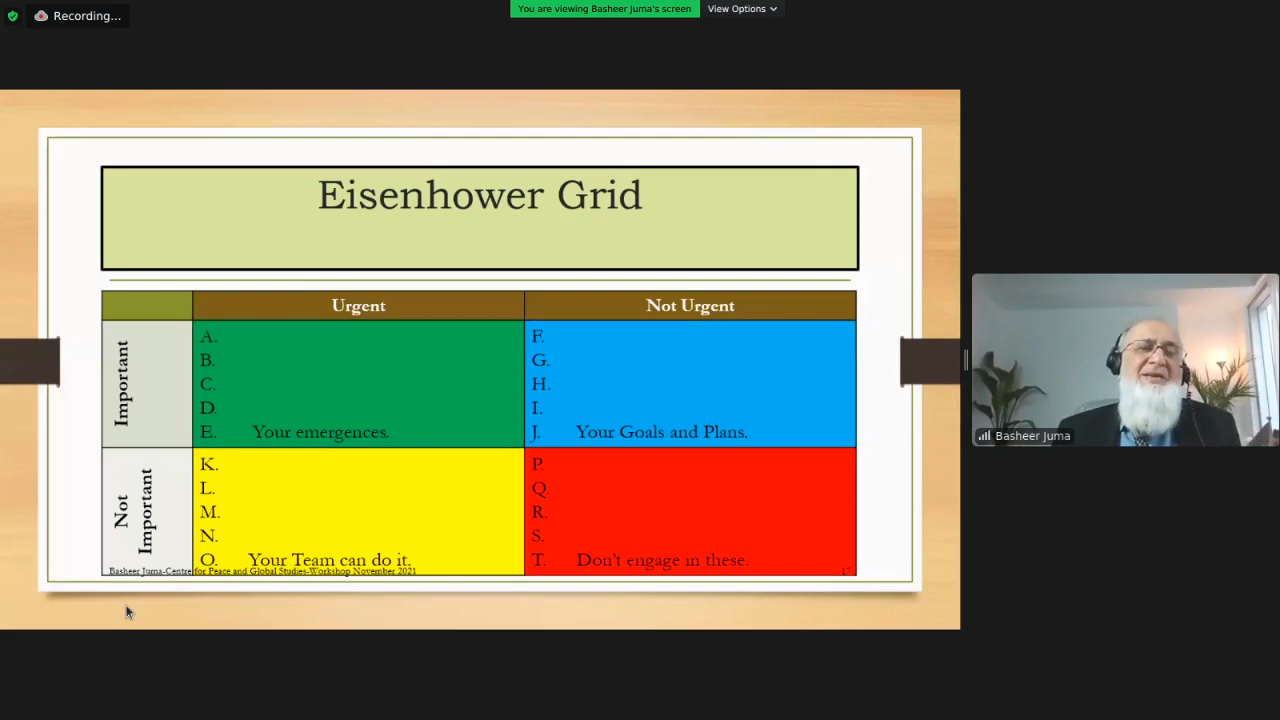 Recording...
You are viewing Basheer Juma's screen
View Options
Eisenhower Grid
Urgent
Not Urgent
Important
A.
B.
C.
D.
E. Your emergences.
F.
G.
H.
I.
J. Your Goals and Plans.
Not
Important
K.
L.
M.
N.
O. Your Team can do it.
P.
Q.
R.
S.
T. Don't engage in these.
Basheer Juma-Centre for Peace and Global Studies-Workshop November 2021
17
Basheer Juma